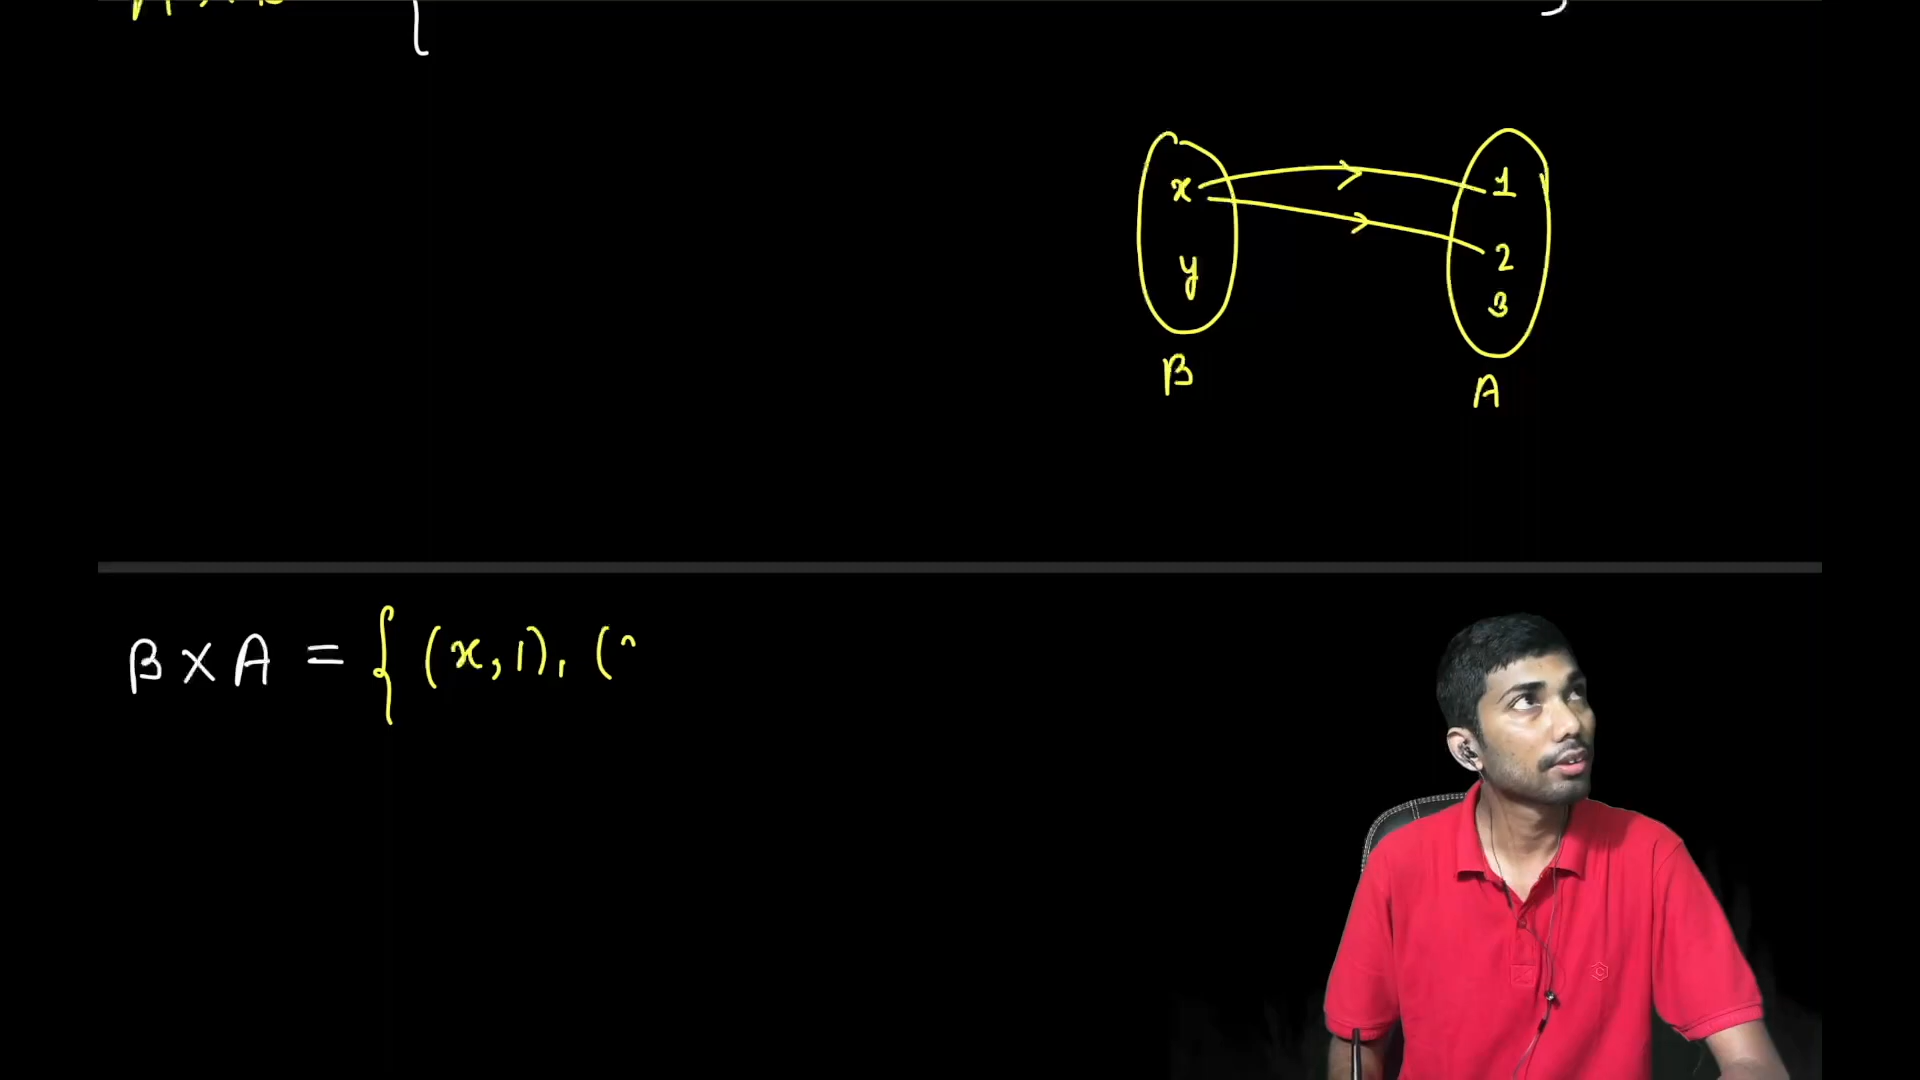 x 1
y 2
3
B A
B x A = { (x, 1), (